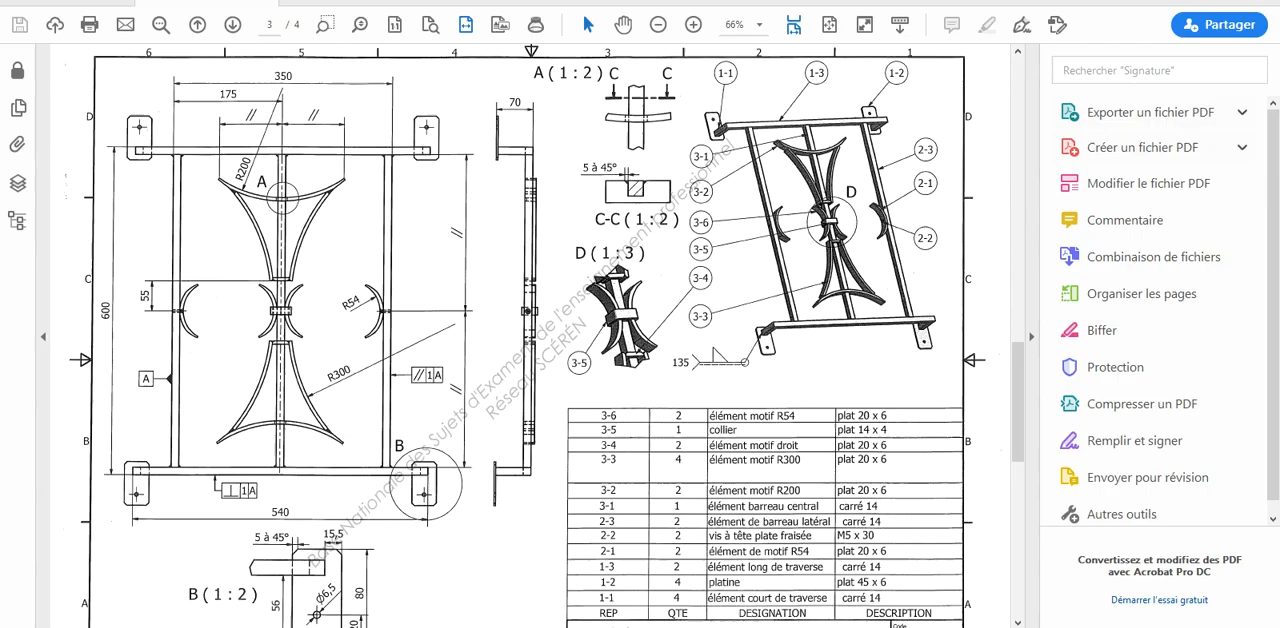 3 / 4
66%
Partager
6 5 4 3 2 1
350
175
//
//
R200
A
D
C
B
600
55
R54
R300
A
// 1 A
//
//
⊥ 1 A
B
540
70
A ( 1 : 2 )
C C
5 à 45°
C-C ( 1 : 2 )
D ( 1 : 3 )
3-4
3-5
135
1-1
1-3
1-2
3-1
3-2
3-6
3-5
3-3
2-3
2-1
2-2
D
D
C
B
A
Base Nationale des Sujets d'Examens de l'enseignement professionnel
Réseau SCÉRÉN
5 à 45°
15,5
B ( 1 : 2 )
56
Ø6,5
80
20
A
3-6 2 élément motif R54 plat 20 x 6
3-5 1 collier plat 14 x 4
3-4 2 élément motif droit plat 20 x 6
3-3 4 élément motif R300 plat 20 x 6
3-2 2 élément motif R200 plat 20 x 6
3-1 1 élément barreau central carré 14
2-3 2 élément de barreau latéral carré 14
2-2 2 vis à tête plate fraisée M5 x 30
2-1 2 élément de motif R54 plat 20 x 6
1-3 2 élément long de traverse carré 14
1-2 4 platine plat 45 x 6
1-1 4 élément court de traverse carré 14
REP QTE DESIGNATION DESCRIPTION
Code
Rechercher "Signature"
Exporter un fichier PDF
Créer un fichier PDF
Modifier le fichier PDF
Commentaire
Combinaison de fichiers
Organiser les pages
Biffer
Protection
Compresser un PDF
Remplir et signer
Envoyer pour révision
Autres outils
Convertissez et modifiez des PDF
avec Acrobat Pro DC
Démarrer l'essai gratuit